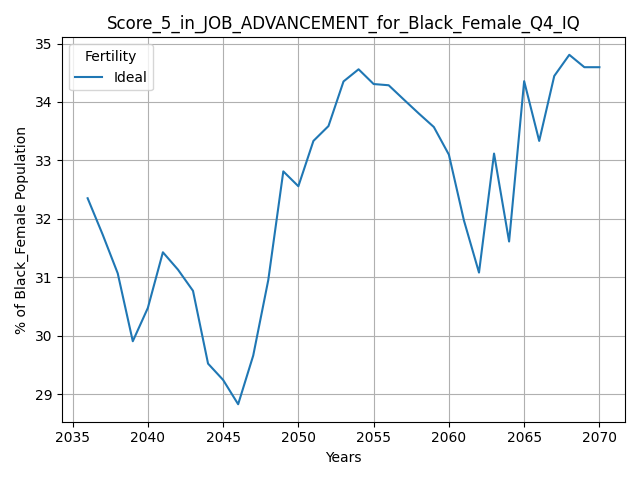 Score_5_in_JOB_ADVANCEMENT_for_Black_Female_Q4_IQ
Fertility
Ideal
% of Black_Female Population
35
34
33
32
31
30
29
2035 2040 2045 2050 2055 2060 2065 2070
Years